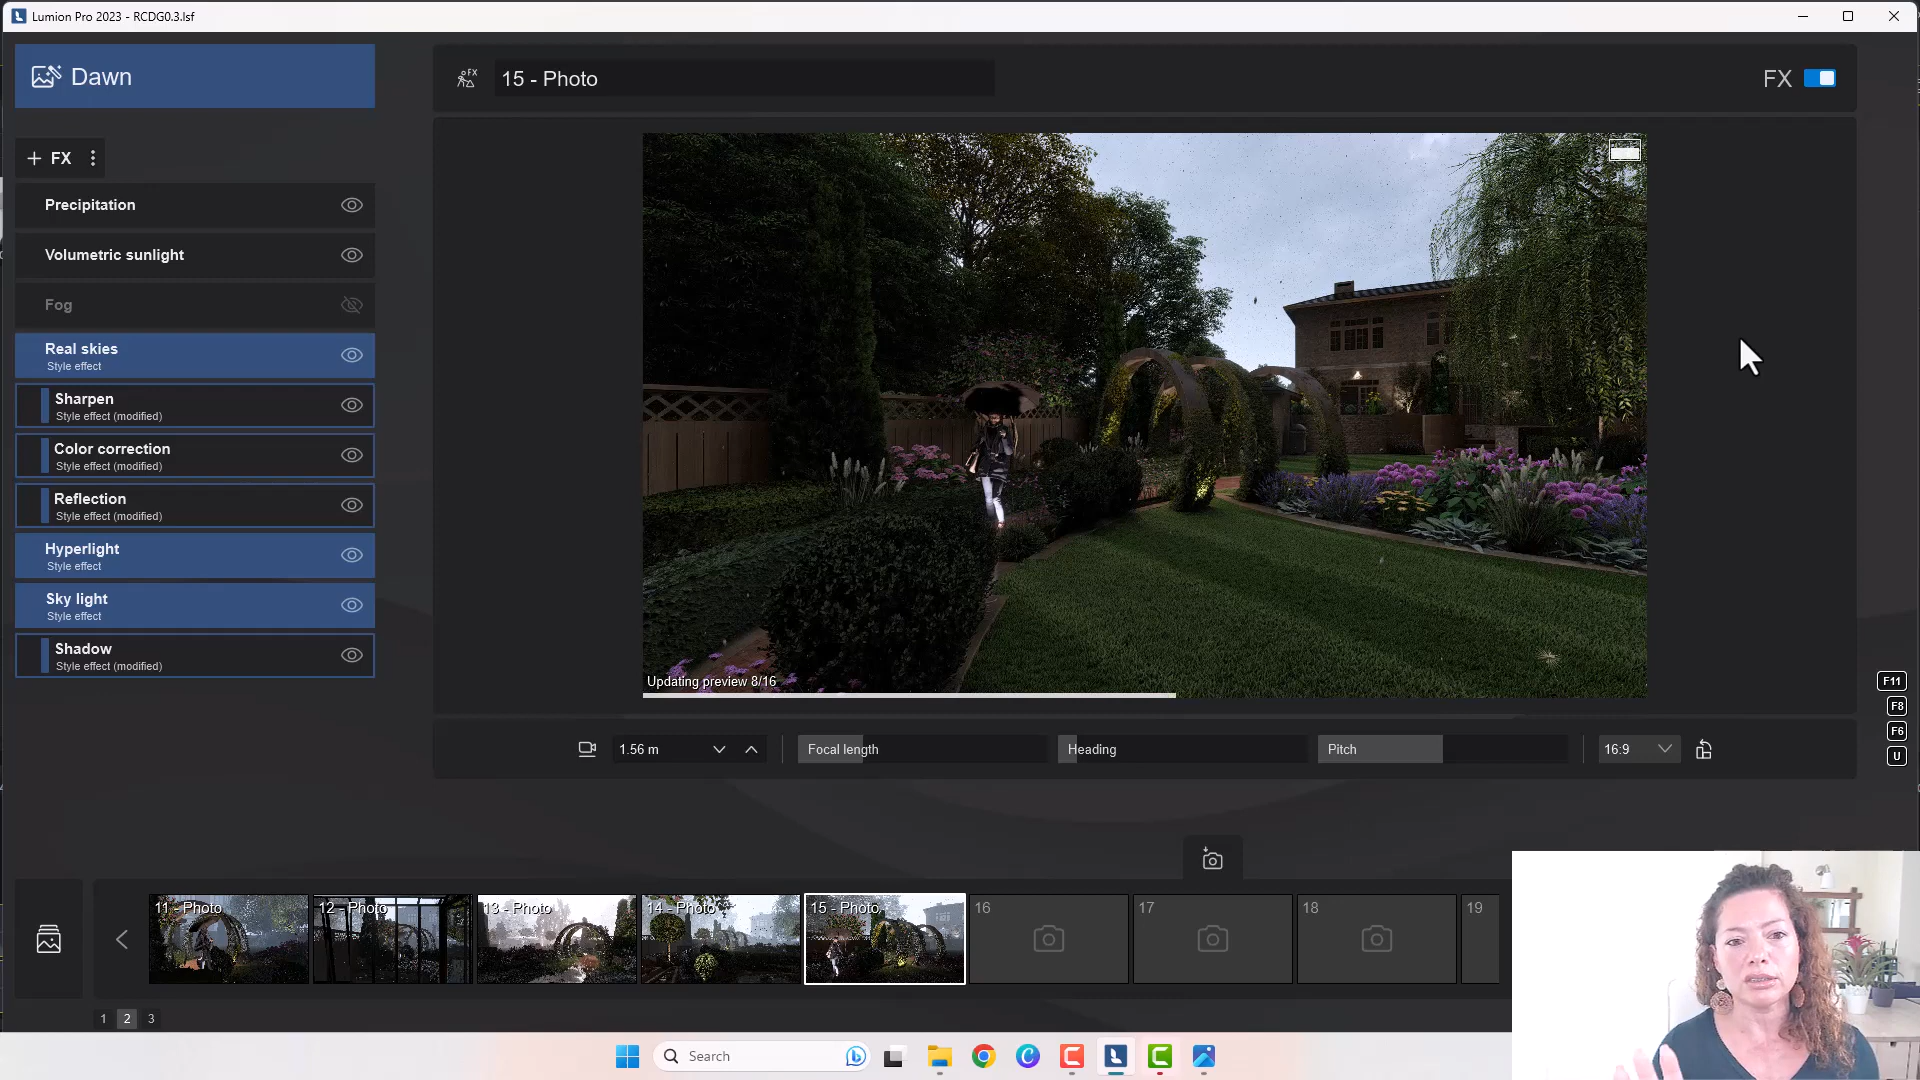 Lumion Pro 2023 - RCDG0.3.lsf
Dawn
FX
15 - Photo
FX
+ FX
Precipitation
Volumetric sunlight
Fog
Real skies
Style effect
Sharpen
Style effect (modified)
Color correction
Style effect (modified)
Reflection
Style effect (modified)
Hyperlight
Style effect
Sky light
Style effect
Shadow
Style effect (modified)
Updating preview 8/16
F11
F8
F6
U
1.56 m
Focal length
Heading
Pitch
16:9
11 - Photo
12 - Photo
13 - Photo
14 - Photo
15 - Photo
16
17
18
19
1 2 3
Search